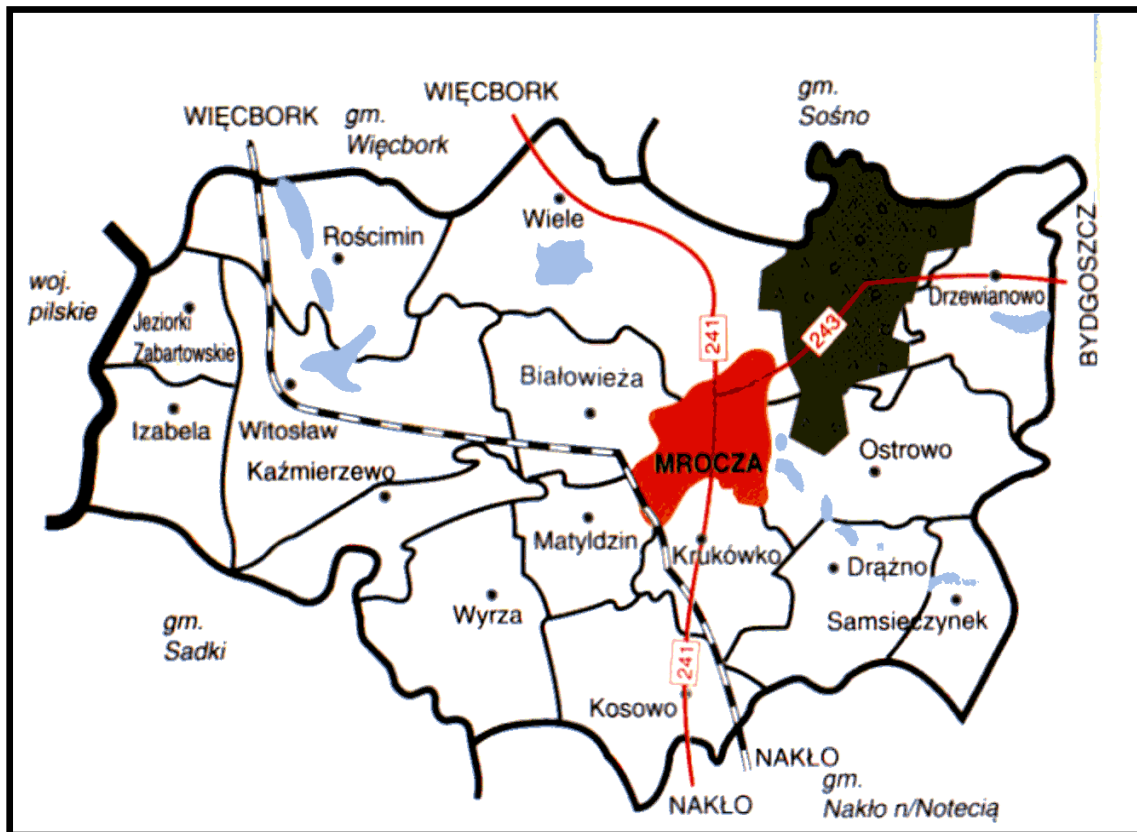 WIĘCBORK
gm.
Sośno
WIĘCBORK
gm.
Więcbork
Wiele
Rościmin
BYDGOSZCZ
woj.
pilskie
Drzewianowo
Jeziorki
Zabartowskie
241
243
Białowieża
Izabela
Witosław
Ostrowo
MROCZA
Kaźmierzewo
Matyldzin
Krukówko
Drążno
Wyrza
Samsieczynek
gm.
Sadki
241
Kosowo
NAKŁO
NAKŁO
gm.
Nakło n/Notecią